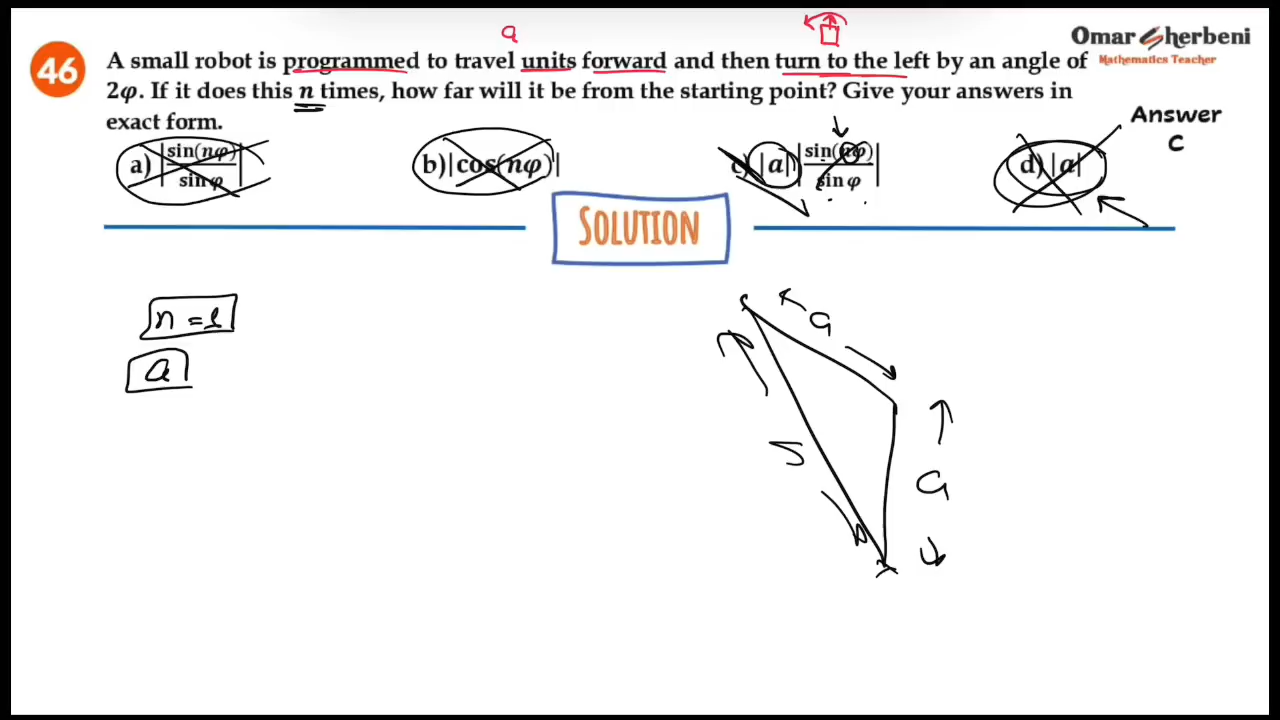 a
Omar Sherbeni
Mathematics Teacher
46
A small robot is programmed to travel units forward and then turn to the left by an angle of
2φ. If it does this n times, how far will it be from the starting point? Give your answers in
exact form.
Answer
C
a) |sin(nφ)/sin φ|
b)|cos(nφ)|
c) |a||sin(nφ)/sin φ|
d) |a|
SOLUTION
n = 1
a
a
S
a